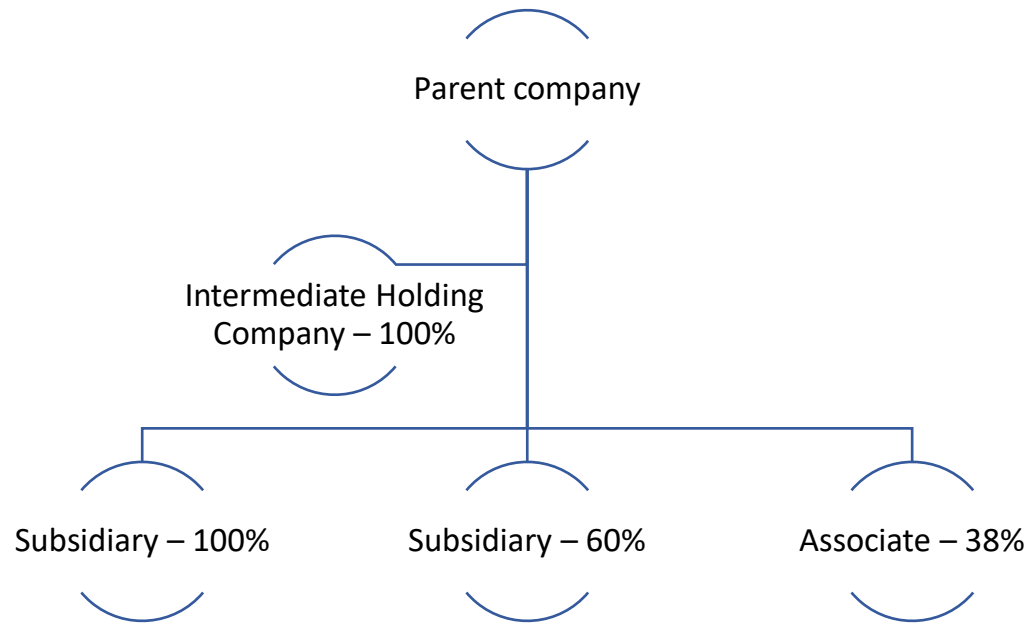 Parent company
Intermediate Holding
Company – 100%
Subsidiary – 100%
Subsidiary – 60%
Associate – 38%